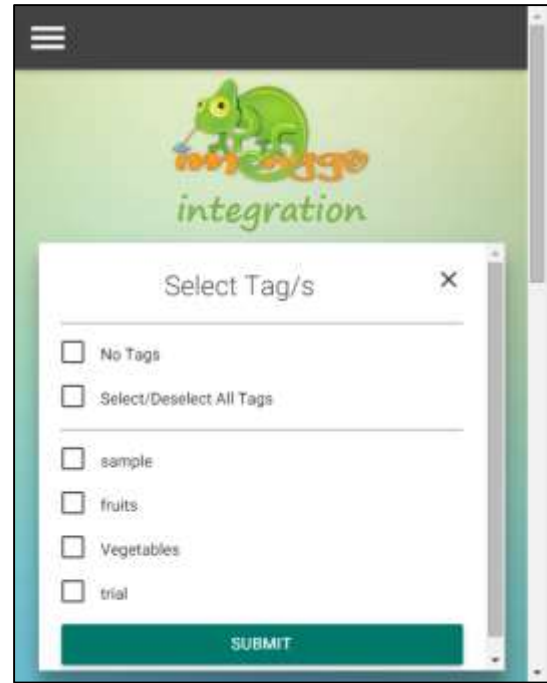 integration
Select Tag/s
No Tags
Select/Deselect All Tags
sample
fruits
Vegetables
trial
SUBMIT